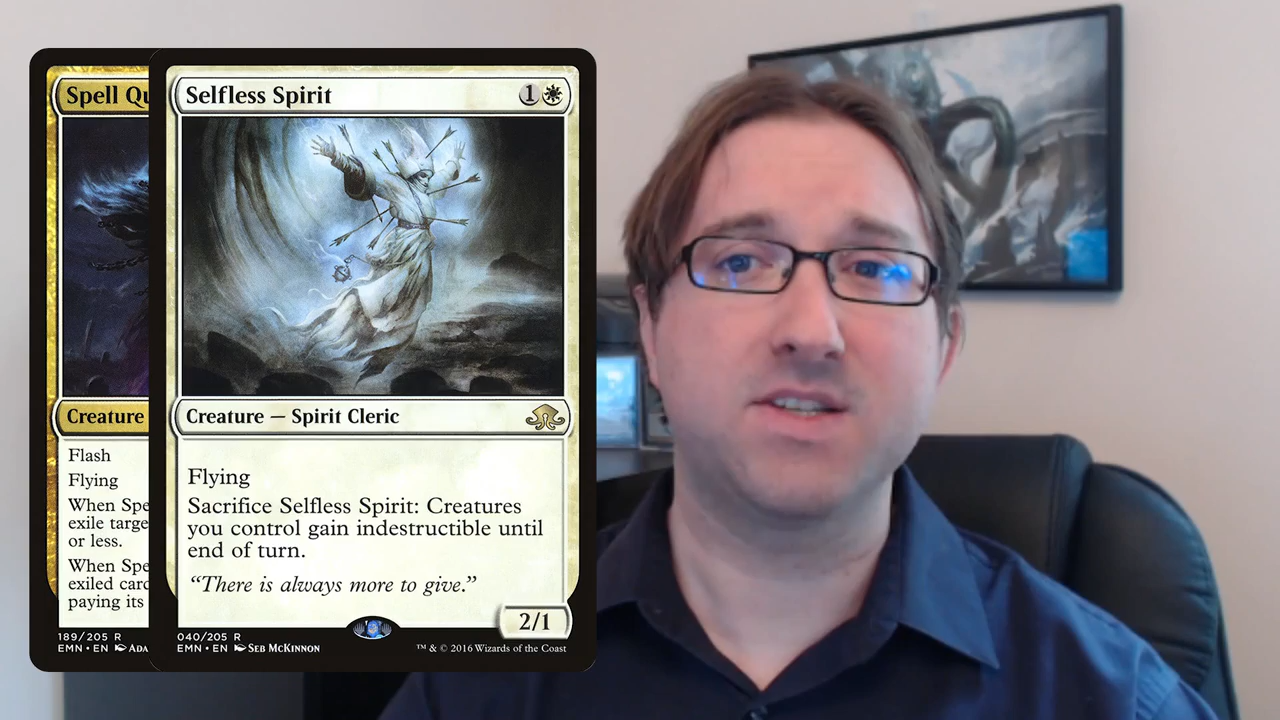 Spell Qu
Creature
Flash
Flying
When Spe
exile targe
or less.
When Spe
exiled card
paying its
189/205 R
EMN • EN ADA
Selfless Spirit
1
Creature — Spirit Cleric
Flying
Sacrifice Selfless Spirit: Creatures
you control gain indestructible until
end of turn.
“There is always more to give.”
2/1
040/205 R
EMN • EN Seb McKinnon
™ & © 2016 Wizards of the Coast